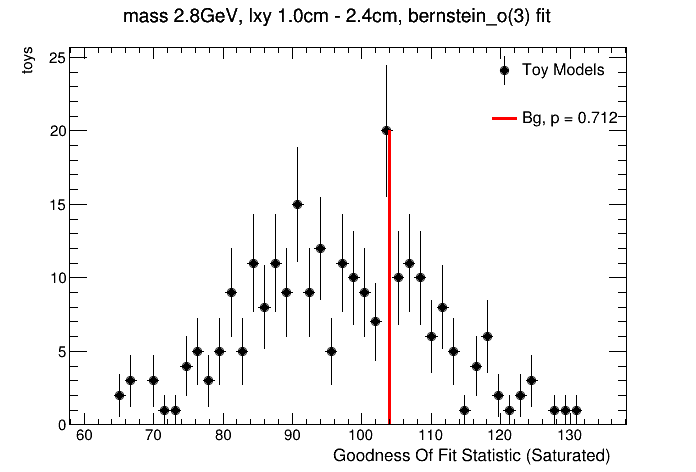 mass 2.8GeV, lxy 1.0cm - 2.4cm, bernstein_o(3) fit
toys
25
20
15
10
5
0
Toy Models
Bg, p = 0.712
60 70 80 90 100 110 120 130
Goodness Of Fit Statistic (Saturated)